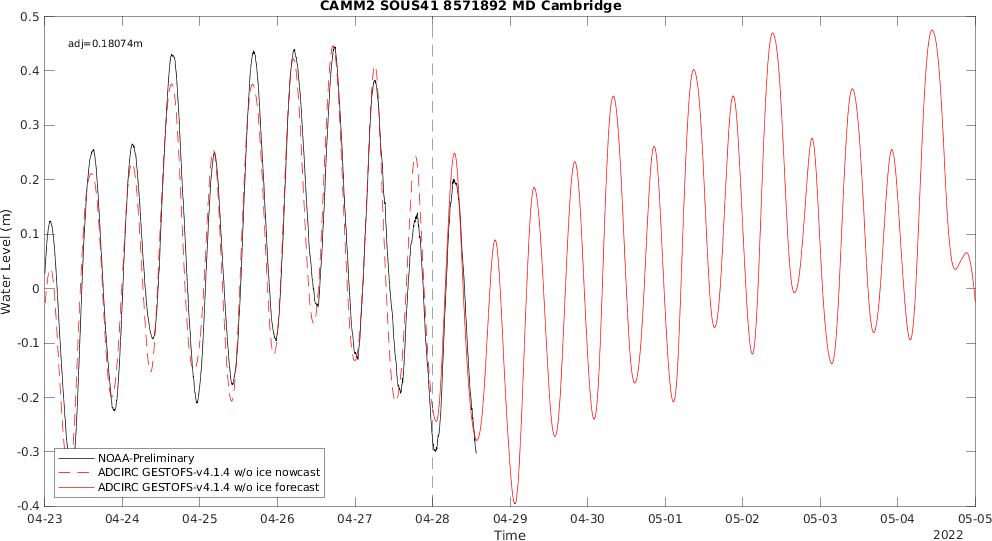 CAMM2 SOUS41 8571892 MD Cambridge
adj=0.18074m
0.5
0.4
0.3
0.2
0.1
0
-0.1
-0.2
-0.3
-0.4
Water Level (m)
NOAA-Preliminary
ADCIRC GESTOFS-v4.1.4 w/o ice nowcast
ADCIRC GESTOFS-v4.1.4 w/o ice forecast
04-23 04-24 04-25 04-26 04-27 04-28 04-29 04-30 05-01 05-02 05-03 05-04 05-05
Time
2022